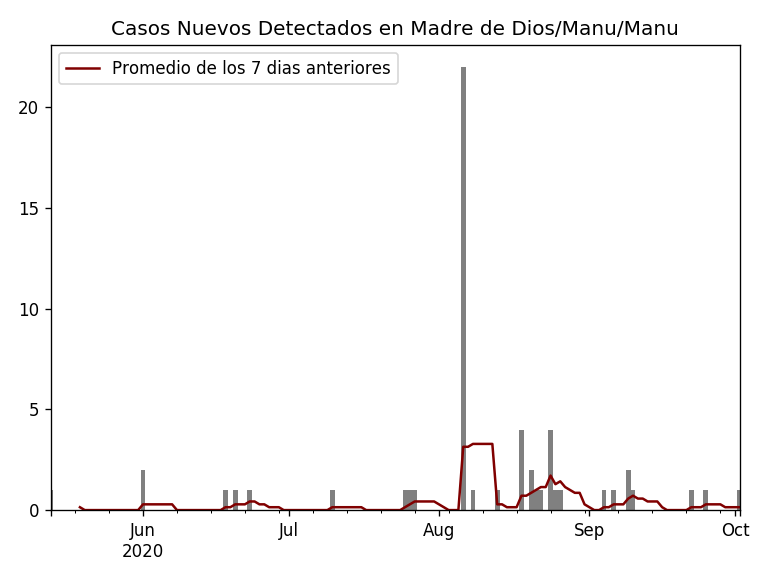 Casos Nuevos Detectados en Madre de Dios/Manu/Manu
Promedio de los 7 dias anteriores
20
15
10
5
0
Jun
2020
Jul
Aug
Sep
Oct